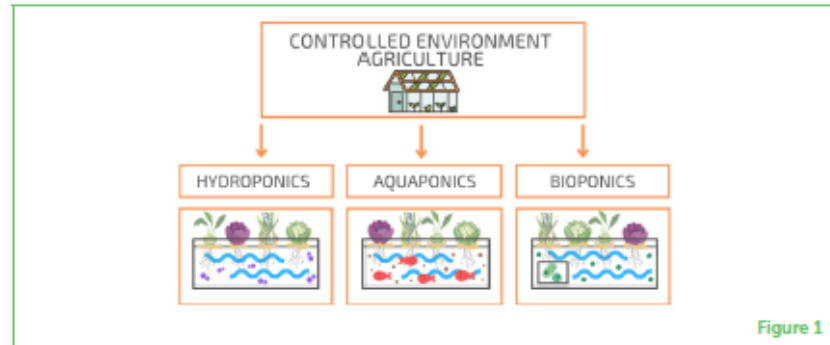 CONTROLLED ENVIRONMENT
AGRICULTURE
HYDROPONICS
AQUAPONICS
BIOPONICS
Figure 1